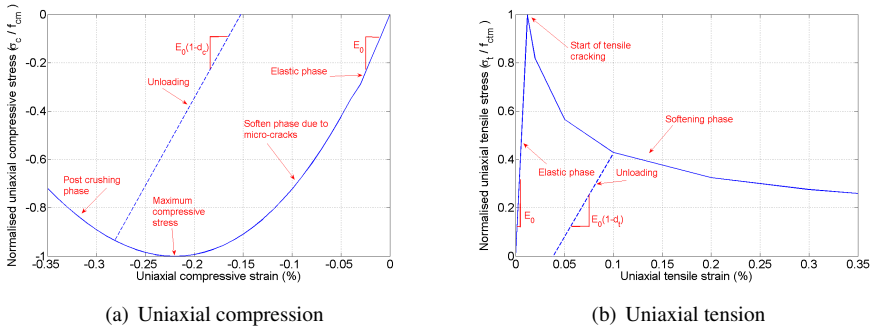 Normalised uniaxial compressive stress (σc / fcm)
0
-0.2
-0.4
-0.6
-0.8
-1
-0.35
-0.3
-0.25
-0.2
-0.15
-0.1
-0.05
0
Uniaxial compressive strain (%)
E0(1-dc)
E0
Elastic phase
Unloading
Soften phase due to
micro-cracks
Post crushing
phase
Maximum
compressive
stress
(a) Uniaxial compression
Normalised uniaxial tensile stress (σt / fctm)
1
0.8
0.6
0.4
0.2
0
0
0.05
0.1
0.15
0.2
0.25
0.3
0.35
Uniaxial tensile strain (%)
Start of tensile
cracking
Softening phase
Elastic phase
Unloading
E0
E0(1-dt)
(b) Uniaxial tension